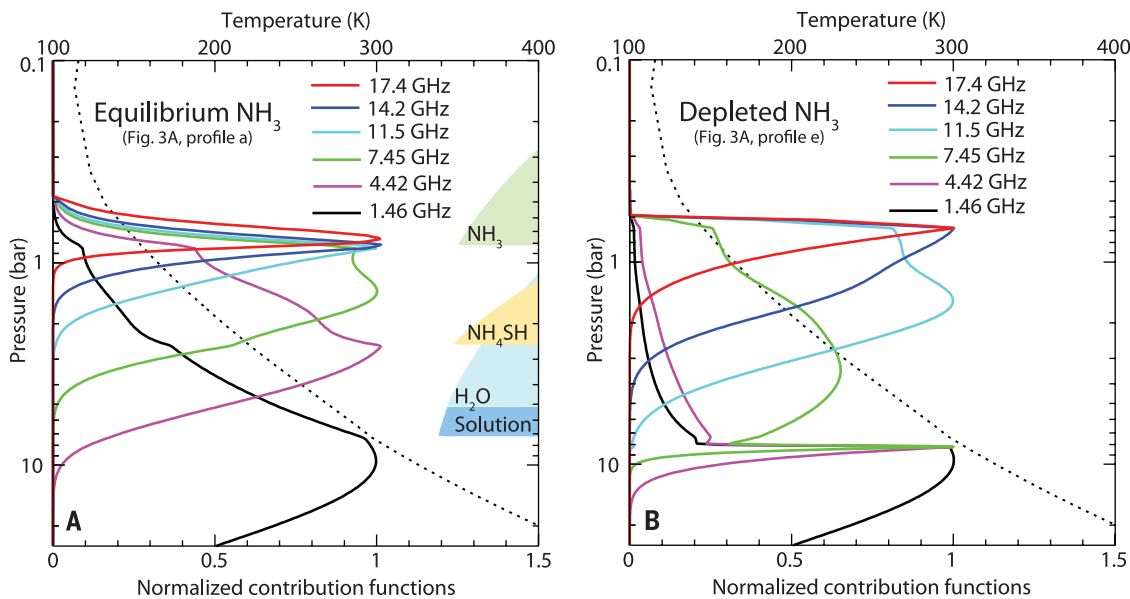 Temperature (K)
100 200 300 400
0.1
1
10
Pressure (bar)
Equilibrium NH3
(Fig. 3A, profile a)
17.4 GHz
14.2 GHz
11.5 GHz
7.45 GHz
4.42 GHz
1.46 GHz
NH3
NH4SH
H2O
Solution
A
0 0.5 1 1.5
Normalized contribution functions
Temperature (K)
100 200 300 400
0.1
1
10
Pressure (bar)
Depleted NH3
(Fig. 3A, profile e)
17.4 GHz
14.2 GHz
11.5 GHz
7.45 GHz
4.42 GHz
1.46 GHz
B
0 0.5 1 1.5
Normalized contribution functions